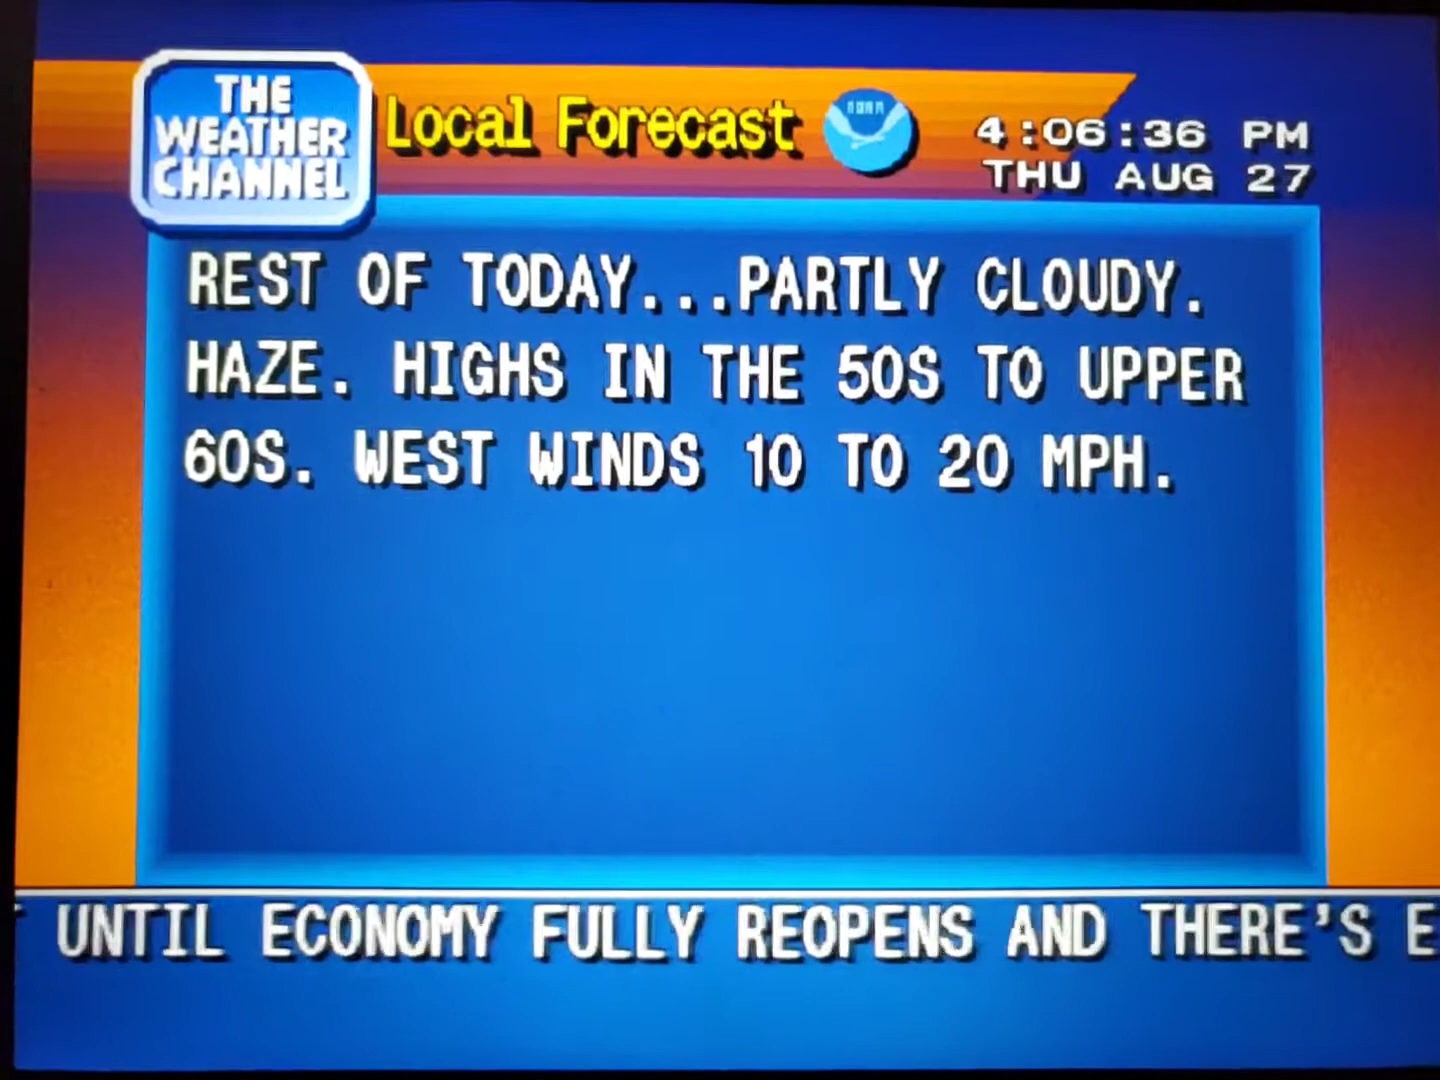 THE
WEATHER
CHANNEL
Local Forecast
NOAA
4:06:36 PM
THU AUG 27
REST OF TODAY...PARTLY CLOUDY.
HAZE. HIGHS IN THE 50S TO UPPER
60S. WEST WINDS 10 TO 20 MPH.
UNTIL ECONOMY FULLY REOPENS AND THERE'S E